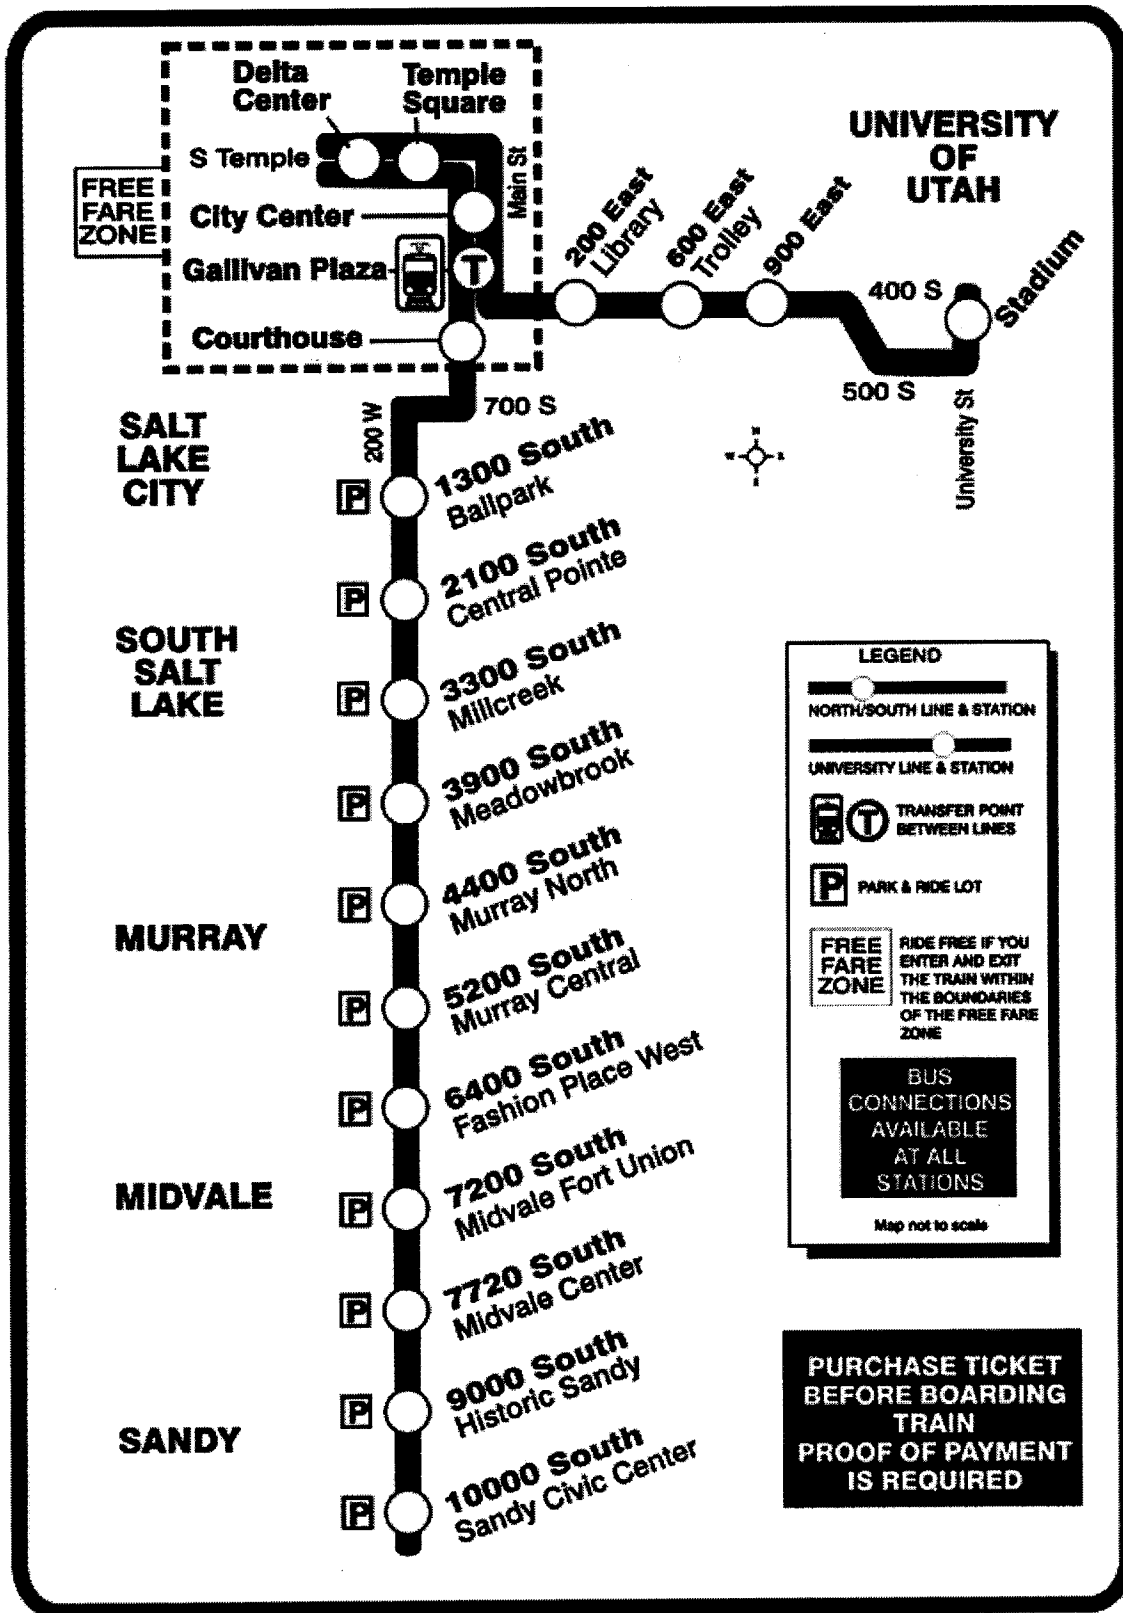 Delta
Center
Temple
Square
S Temple
Main St
FREE
FARE
ZONE
City Center
Gallivan Plaza
T
Courthouse
UNIVERSITY
OF
UTAH
200 East
Library
600 East
Trolley
900 East
400 S
Stadium
500 S
University St
700 S
200 W
SALT
LAKE
CITY
N
W
E
S
P
1300 South
Ballpark
P
2100 South
Central Pointe
SOUTH
SALT
LAKE
P
3300 South
Millcreek
P
3900 South
Meadowbrook
P
4400 South
Murray North
MURRAY
P
5200 South
Murray Central
P
6400 South
Fashion Place West
MIDVALE
P
7200 South
Midvale Fort Union
P
7720 South
Midvale Center
P
9000 South
Historic Sandy
SANDY
P
10000 South
Sandy Civic Center
LEGEND
NORTH/SOUTH LINE & STATION
UNIVERSITY LINE & STATION
T
TRANSFER POINT
BETWEEN LINES
P
PARK & RIDE LOT
FREE
FARE
ZONE
RIDE FREE IF YOU
ENTER AND EXIT
THE TRAIN WITHIN
THE BOUNDARIES
OF THE FREE FARE
ZONE
BUS
CONNECTIONS
AVAILABLE
AT ALL
STATIONS
Map not to scale
PURCHASE TICKET
BEFORE BOARDING
TRAIN
PROOF OF PAYMENT
IS REQUIRED